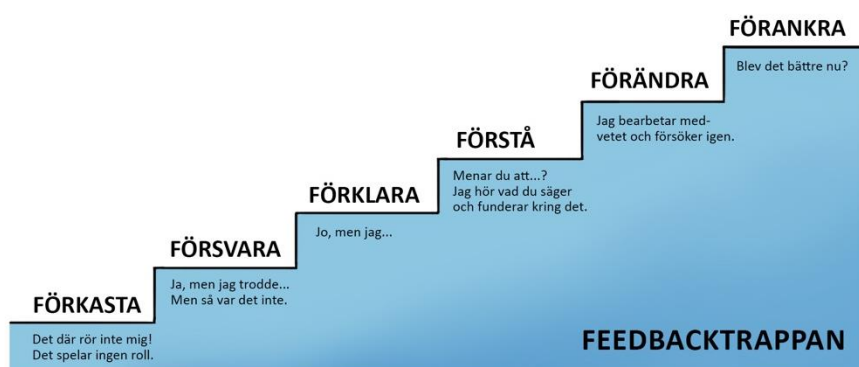 FÖRKASTA
Det där rör inte mig!
Det spelar ingen roll.
FÖRSVARA
Ja, men jag trodde...
Men så var det inte.
FÖRKLARA
Jo, men jag...
FÖRSTÅ
Menar du att...?
Jag hör vad du säger
och funderar kring det.
FÖRÄNDRA
Jag bearbetar med-
vetet och försöker igen.
FÖRANKRA
Blev det bättre nu?
FEEDBACKTRAPPAN